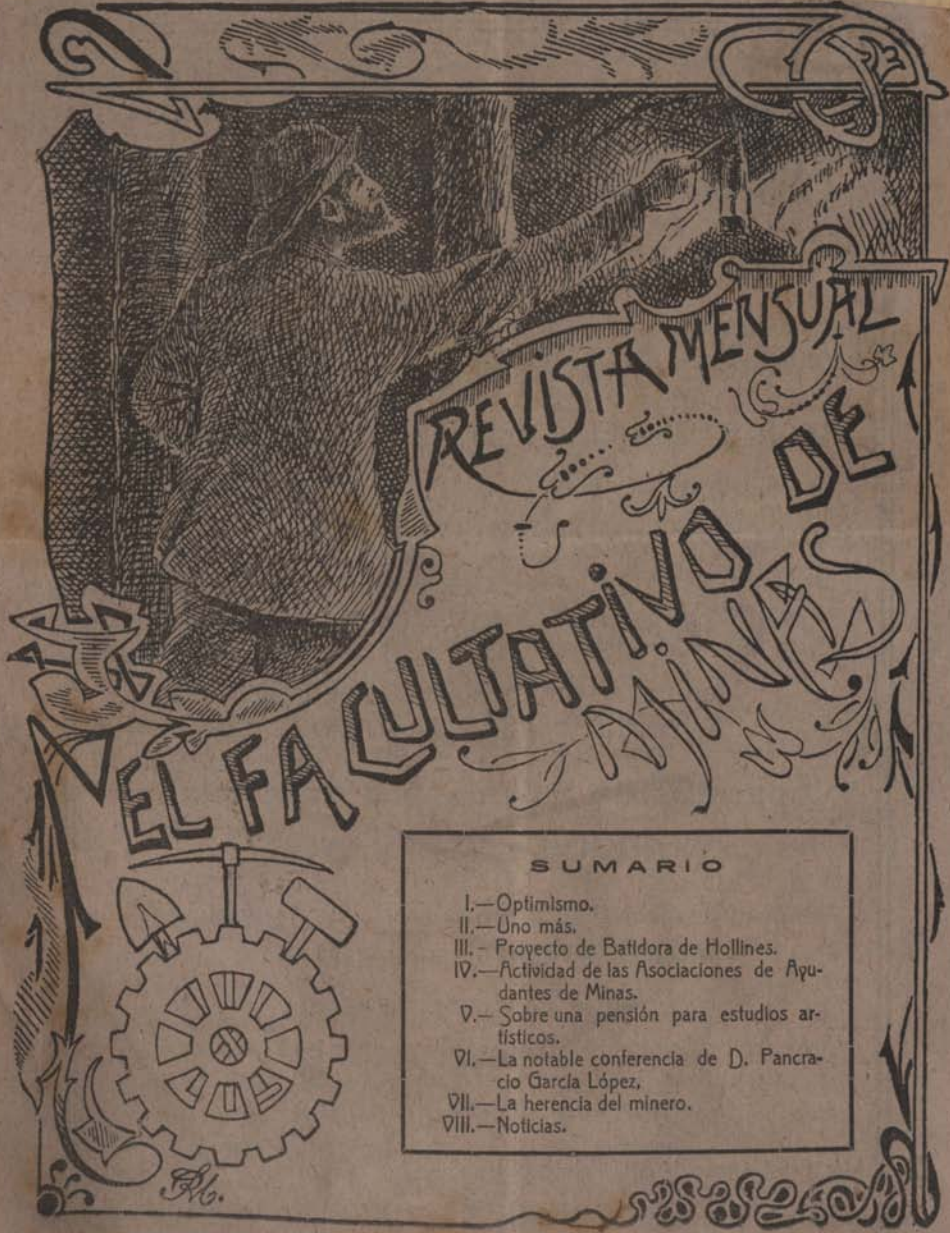 REVISTA MENSUAL
EL FACULTATIVO DE
MINAS
SUMARIO
I.—Optimismo.
II.—Uno más.
III.- Proyecto de Batidora de Hollines.
IV.—Actividad de las Asociaciones de Ayu-
dantes de Minas.
V.— Sobre una pensión para estudios ar-
tísticos.
VI.—La notable conferencia de D. Pancra-
cio García López,
VII.—La herencia del minero.
VIII.—Noticias.